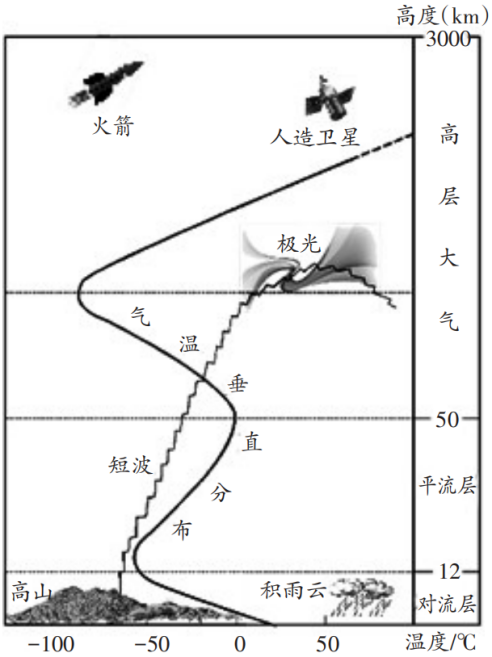 高度(km)
3000
火箭
人造卫星
高
层
大
气
极光
气
温
垂
直
分
布
50
短波
平流层
12
高山
积雨云
对流层
-100
-50
0
50
温度/℃